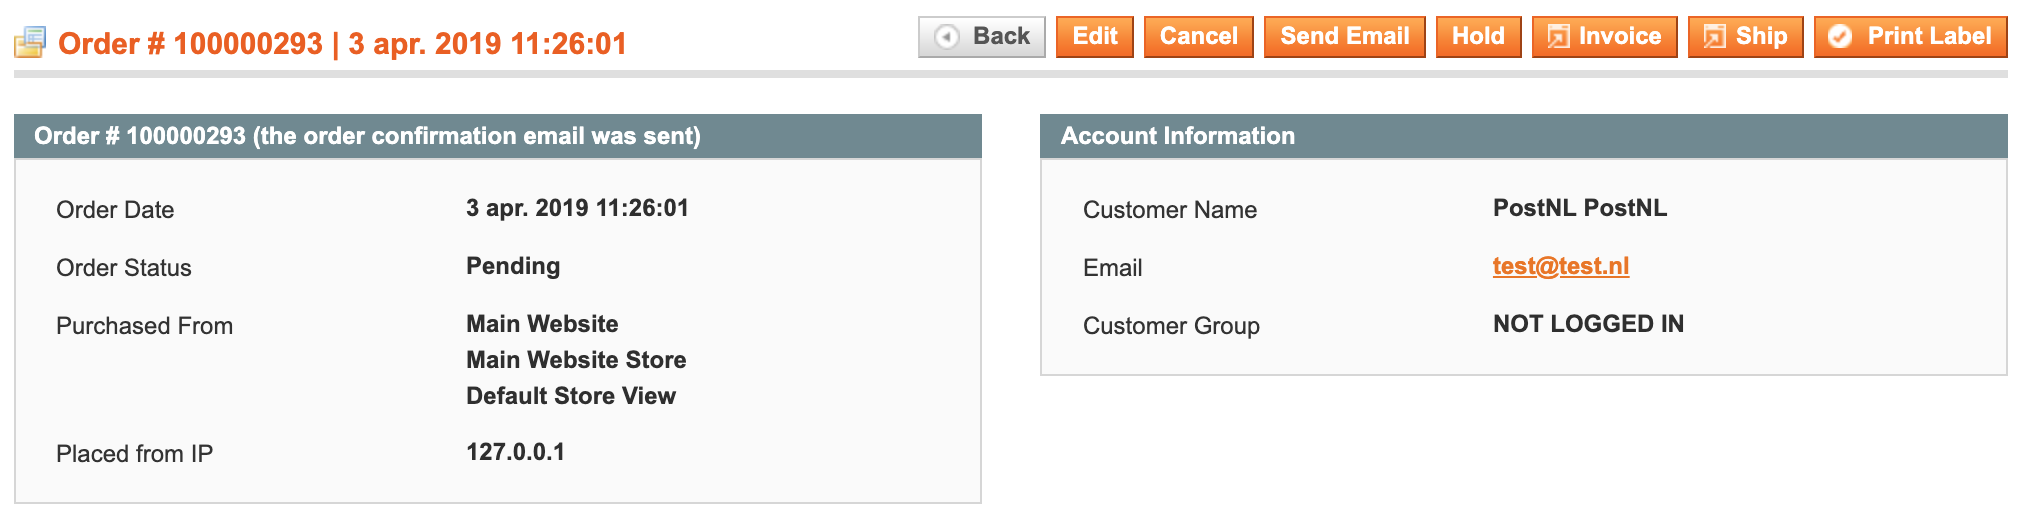 Order # 100000293 | 3 apr. 2019 11:26:01
Back Edit Cancel Send Email Hold Invoice Ship Print Label
Order # 100000293 (the order confirmation email was sent)
Order Date 3 apr. 2019 11:26:01
Order Status Pending
Purchased From Main Website
Main Website Store
Default Store View
Placed from IP 127.0.0.1
Account Information
Customer Name PostNL PostNL
Email test@test.nl
Customer Group NOT LOGGED IN